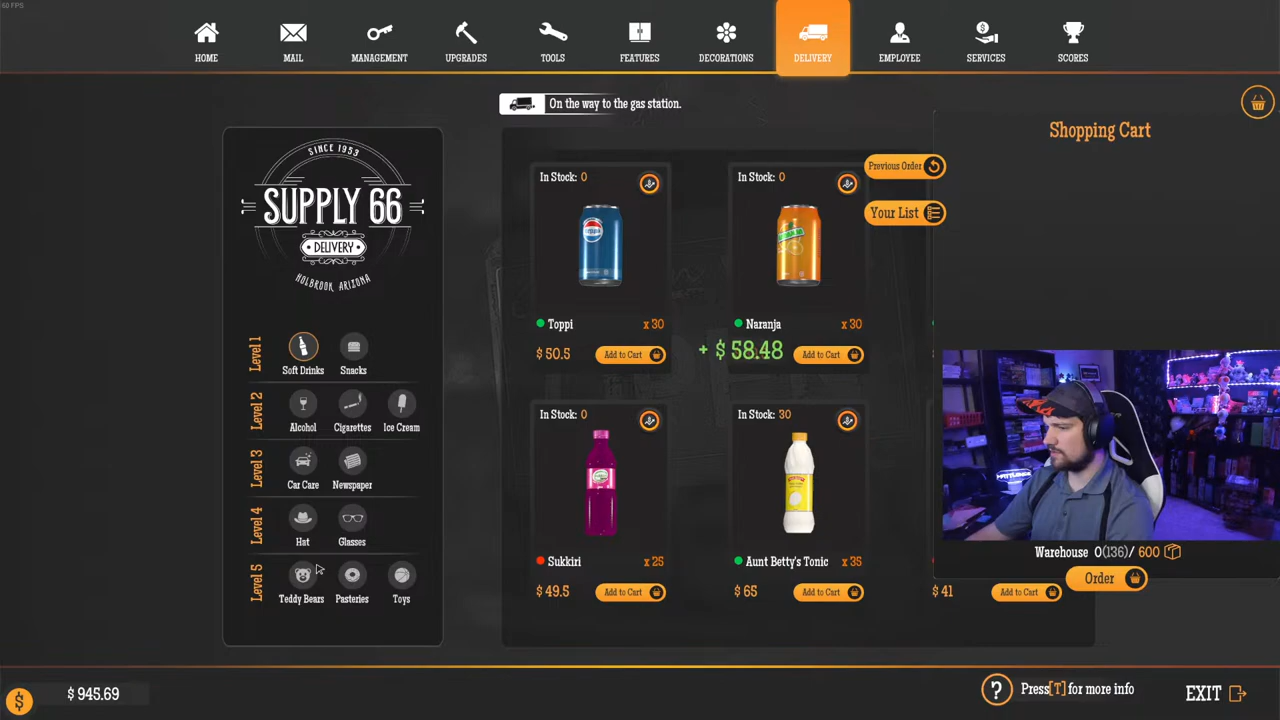 60 FPS
HOME
MAIL
MANAGEMENT
UPGRADES
TOOLS
FEATURES
DECORATIONS
DELIVERY
EMPLOYEE
SERVICES
SCORES
On the way to the gas station.
SINCE 1953
SUPPLY 66
DELIVERY
HOLBROOK, ARIZONA
Level 1
Soft Drinks
Snacks
Level 2
Alcohol
Cigarettes
Ice Cream
Level 3
Car Care
Newspaper
Level 4
Hat
Glasses
Level 5
Teddy Bears
Pasteries
Toys
In Stock: 0
Toppi x 30
$ 50.5 Add to Cart
In Stock: 0
Naranja x 30
+ $ 58.48
Add to Cart
In Stock: 0
Sukkiri x 25
$ 49.5 Add to Cart
In Stock: 30
Aunt Betty's Tonic x 35
$ 65 Add to Cart
$ 41 Add to Cart
Shopping Cart
Previous Order
Your List
Warehouse 0(136)/ 600
Order
$ 945.69
? Press[T] for more info
EXIT